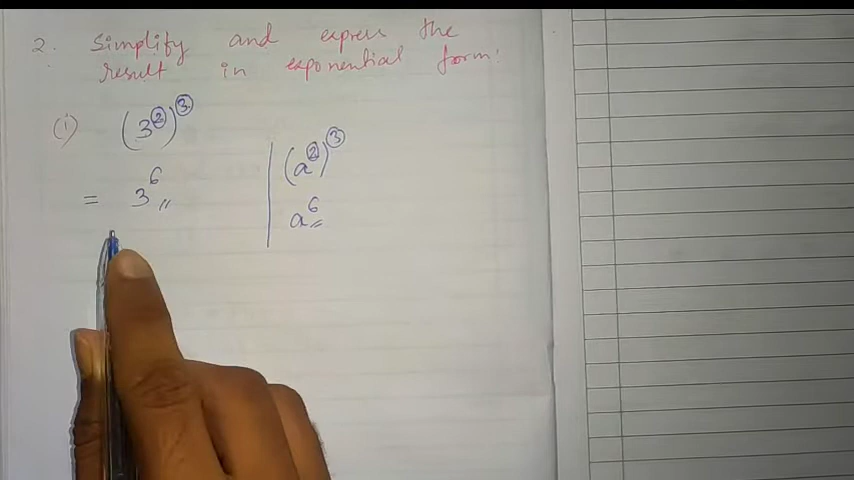 2. Simplify and express the
result in exponential form:
(i) (3²)³
= 3⁶
(a²)³
a⁶